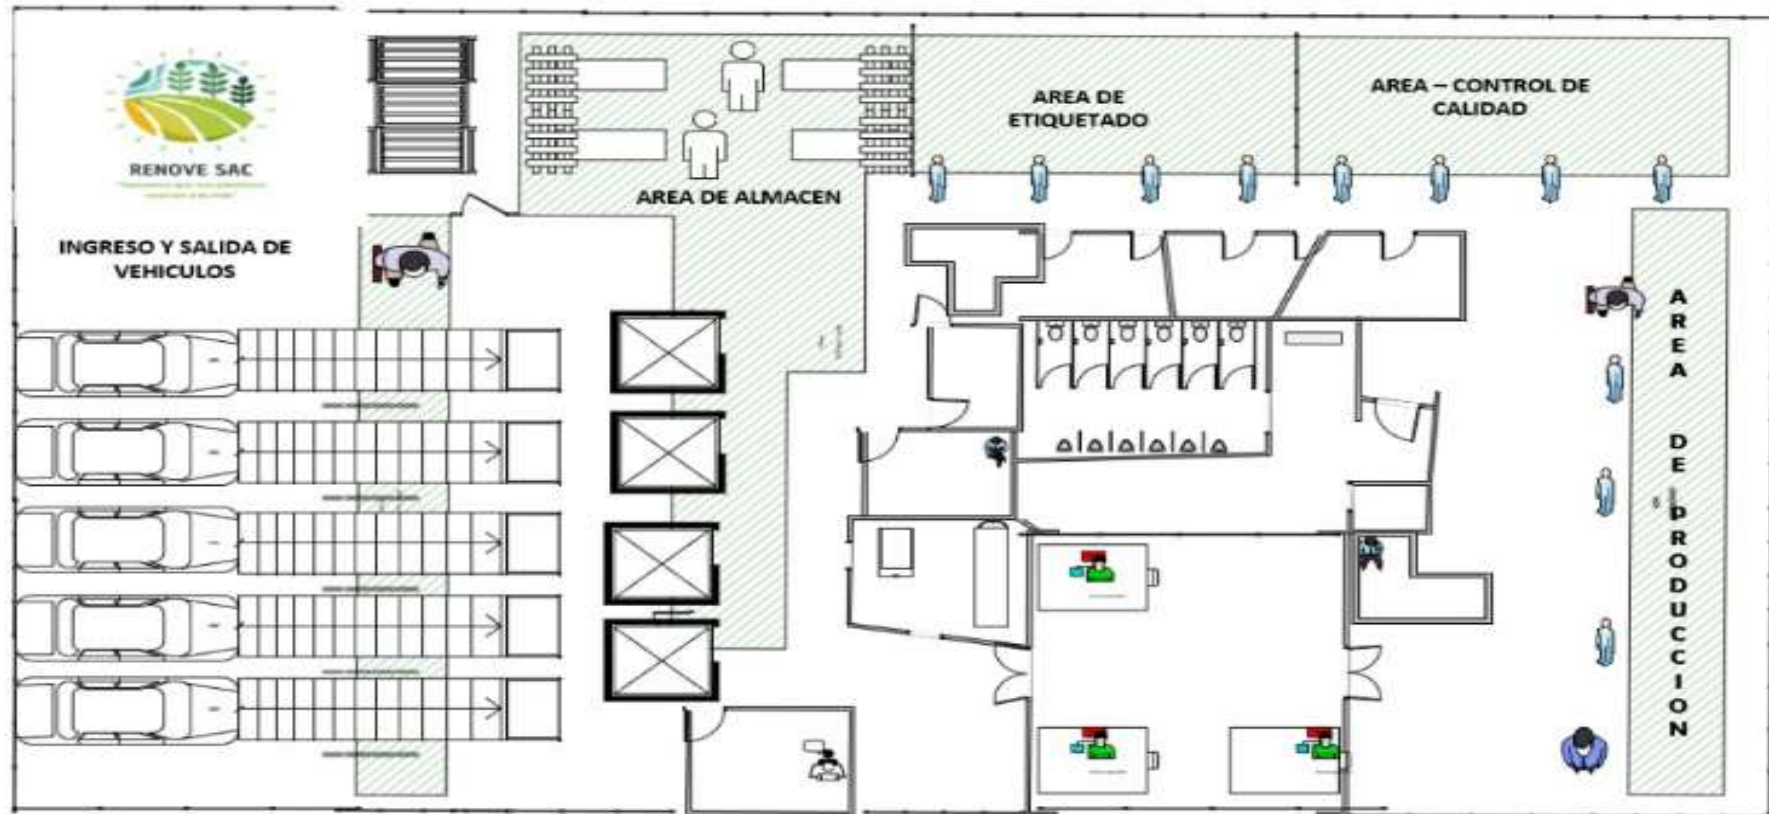 RENOVE SAC
INGRESO Y SALIDA DE
VEHICULOS
AREA DE ALMACEN
AREA DE
ETIQUETADO
AREA – CONTROL DE
CALIDAD
AREA DE PRODUCCION